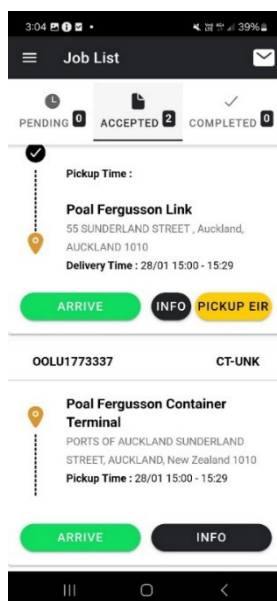 3:04
39%
Job List
PENDING 0
ACCEPTED 2
COMPLETED 0
Pickup Time :
Poal Fergusson Link
55 SUNDERLAND STREET , Auckland,
AUCKLAND 1010
Delivery Time : 28/01 15:00 - 15:29
ARRIVE INFO PICKUP EIR
OOLU1773337 CT-UNK
Poal Fergusson Container
Terminal
PORTS OF AUCKLAND SUNDERLAND
STREET, AUCKLAND, New Zealand 1010
Pickup Time : 28/01 15:00 - 15:29
ARRIVE INFO